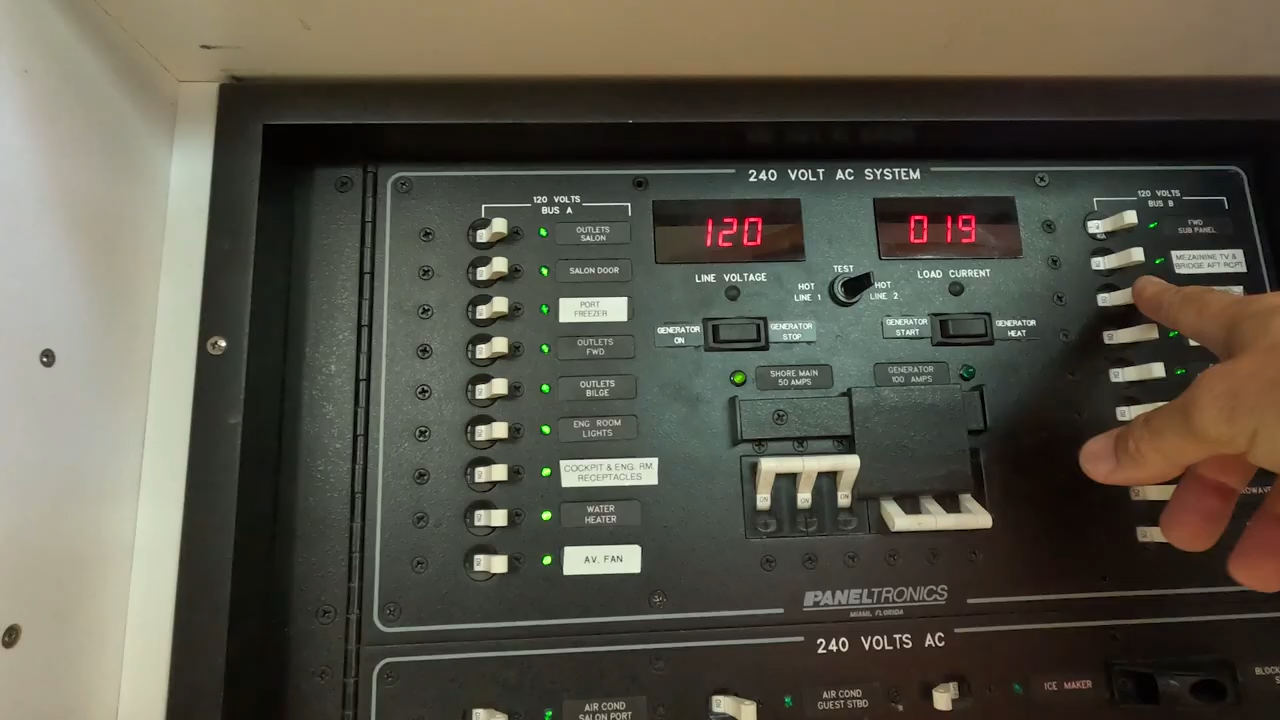 240 VOLT AC SYSTEM
120 VOLTS
BUS A
OUTLETS
SALON
SALON DOOR
PORT
FREEZER
OUTLETS
FWD
OUTLETS
BILGE
ENG ROOM
LIGHTS
COCKPIT & ENG. RM.
RECEPTACLES
WATER
HEATER
AV. FAN
120
LINE VOLTAGE
019
LOAD CURRENT
TEST
HOT
LINE 1
HOT
LINE 2
GENERATOR
ON
GENERATOR
STOP
GENERATOR
START
GENERATOR
HEAT
SHORE MAIN
50 AMPS
GENERATOR
100 AMPS
ON
ON
ON
120 VOLTS
BUS B
FWD
SUB PANEL
MEZAININE TV &
BRIDGE AFT RCPT
PANELTRONICS
MIAMI, FLORIDA
240 VOLTS AC
AIR COND
SALON PORT
AIR COND
GUEST STBD
ICE MAKER